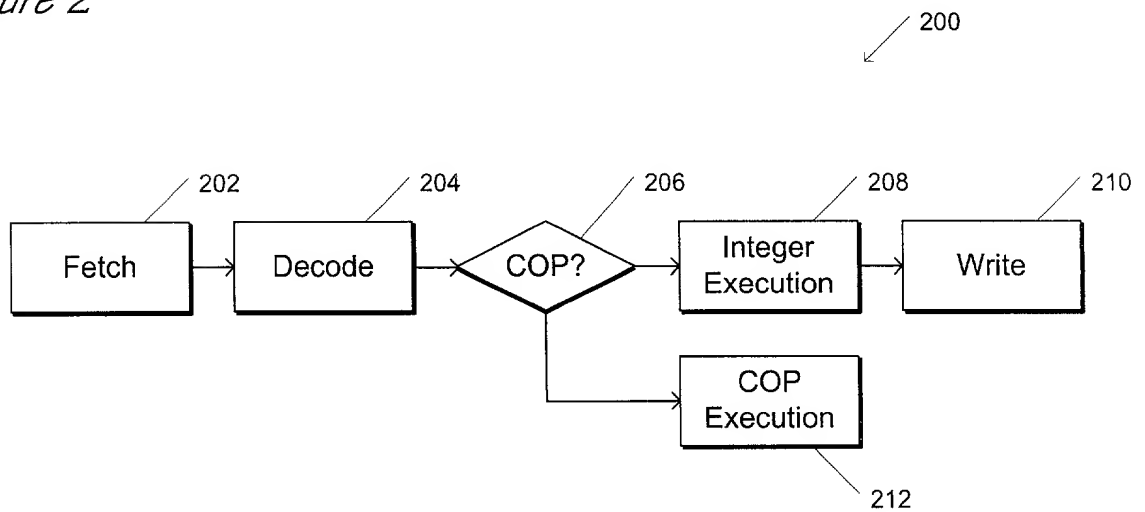 ure 2
200
202
204
206
208
210
Fetch
Decode
COP?
Integer
Execution
Write
COP
Execution
212